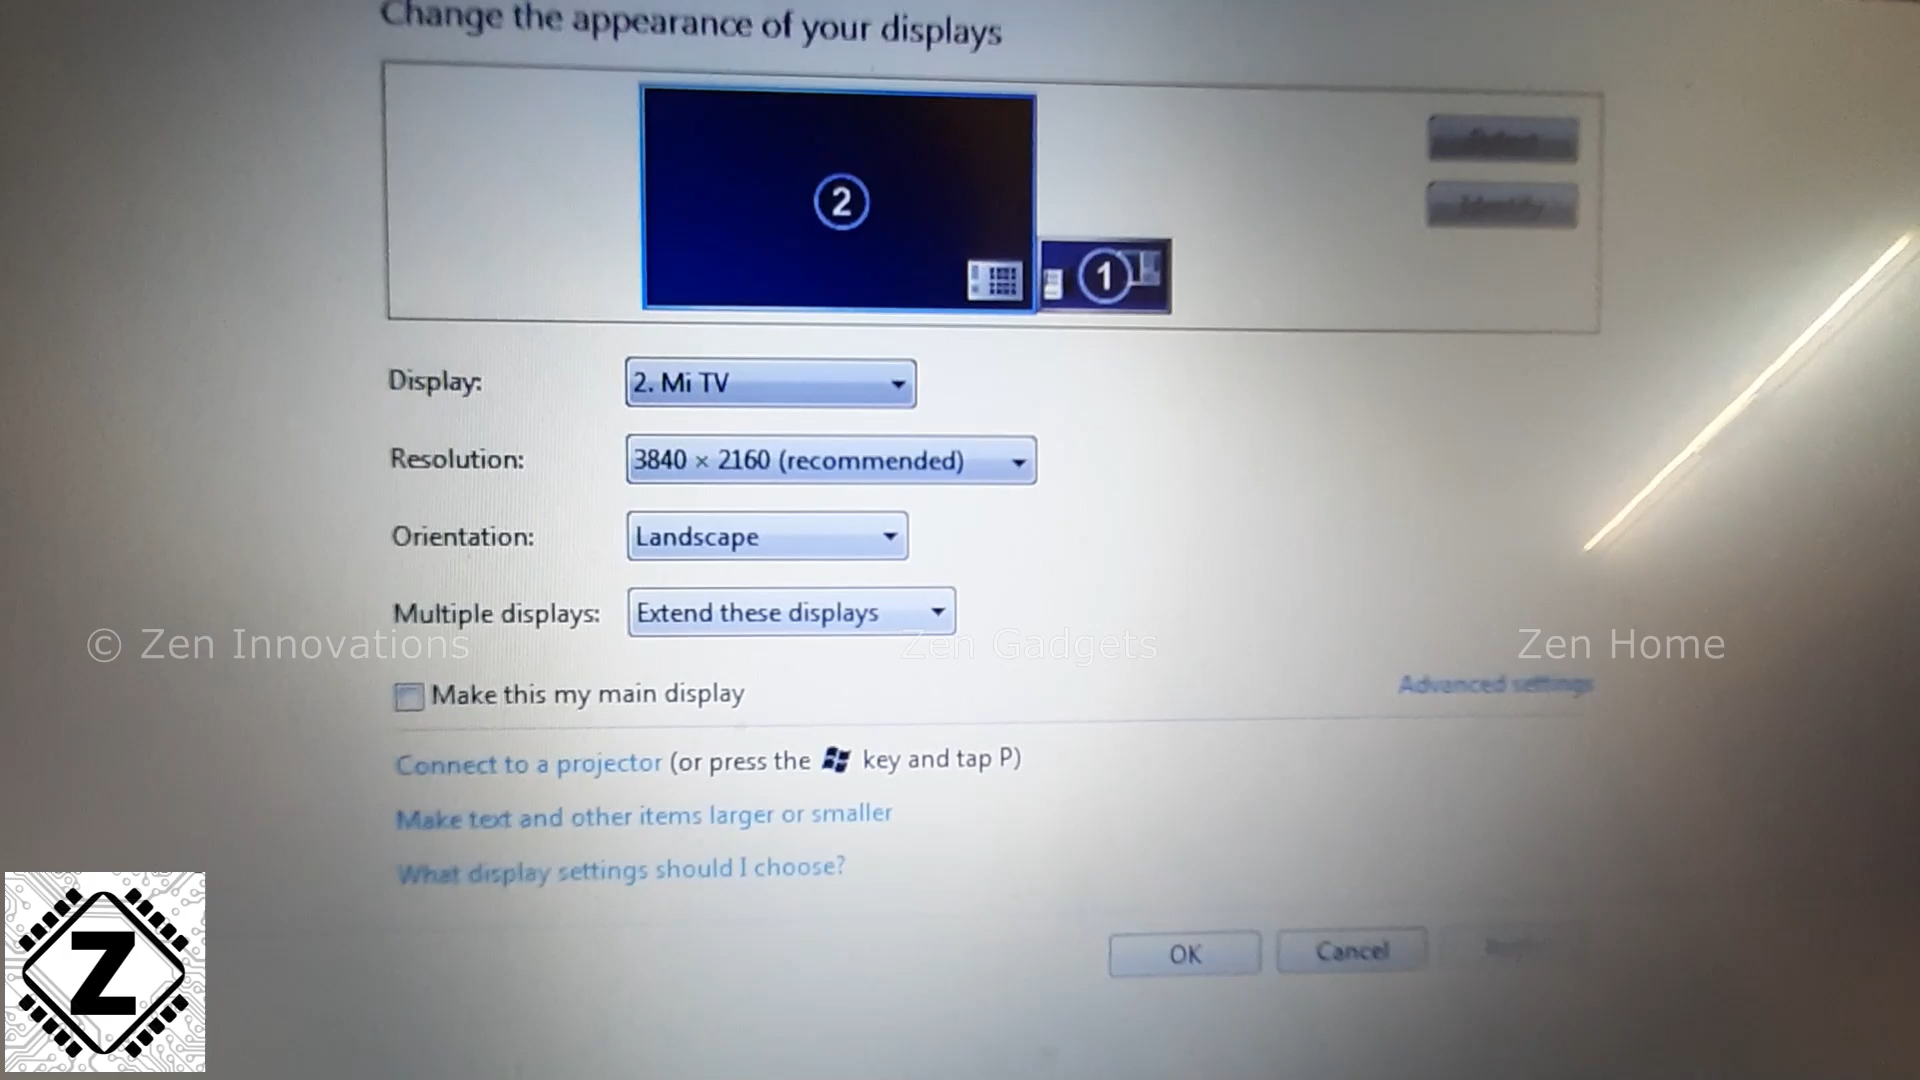 Change the appearance of your displays
2
1
Display:
2. Mi TV
Resolution:
3840 × 2160 (recommended)
Orientation:
Landscape
Multiple displays:
Extend these displays
© Zen Innovations
Zen Gadgets
Zen Home
Make this my main display
Advanced settings
Connect to a projector (or press the key and tap P)
Make text and other items larger or smaller
What display settings should I choose?
OK
Cancel
Z